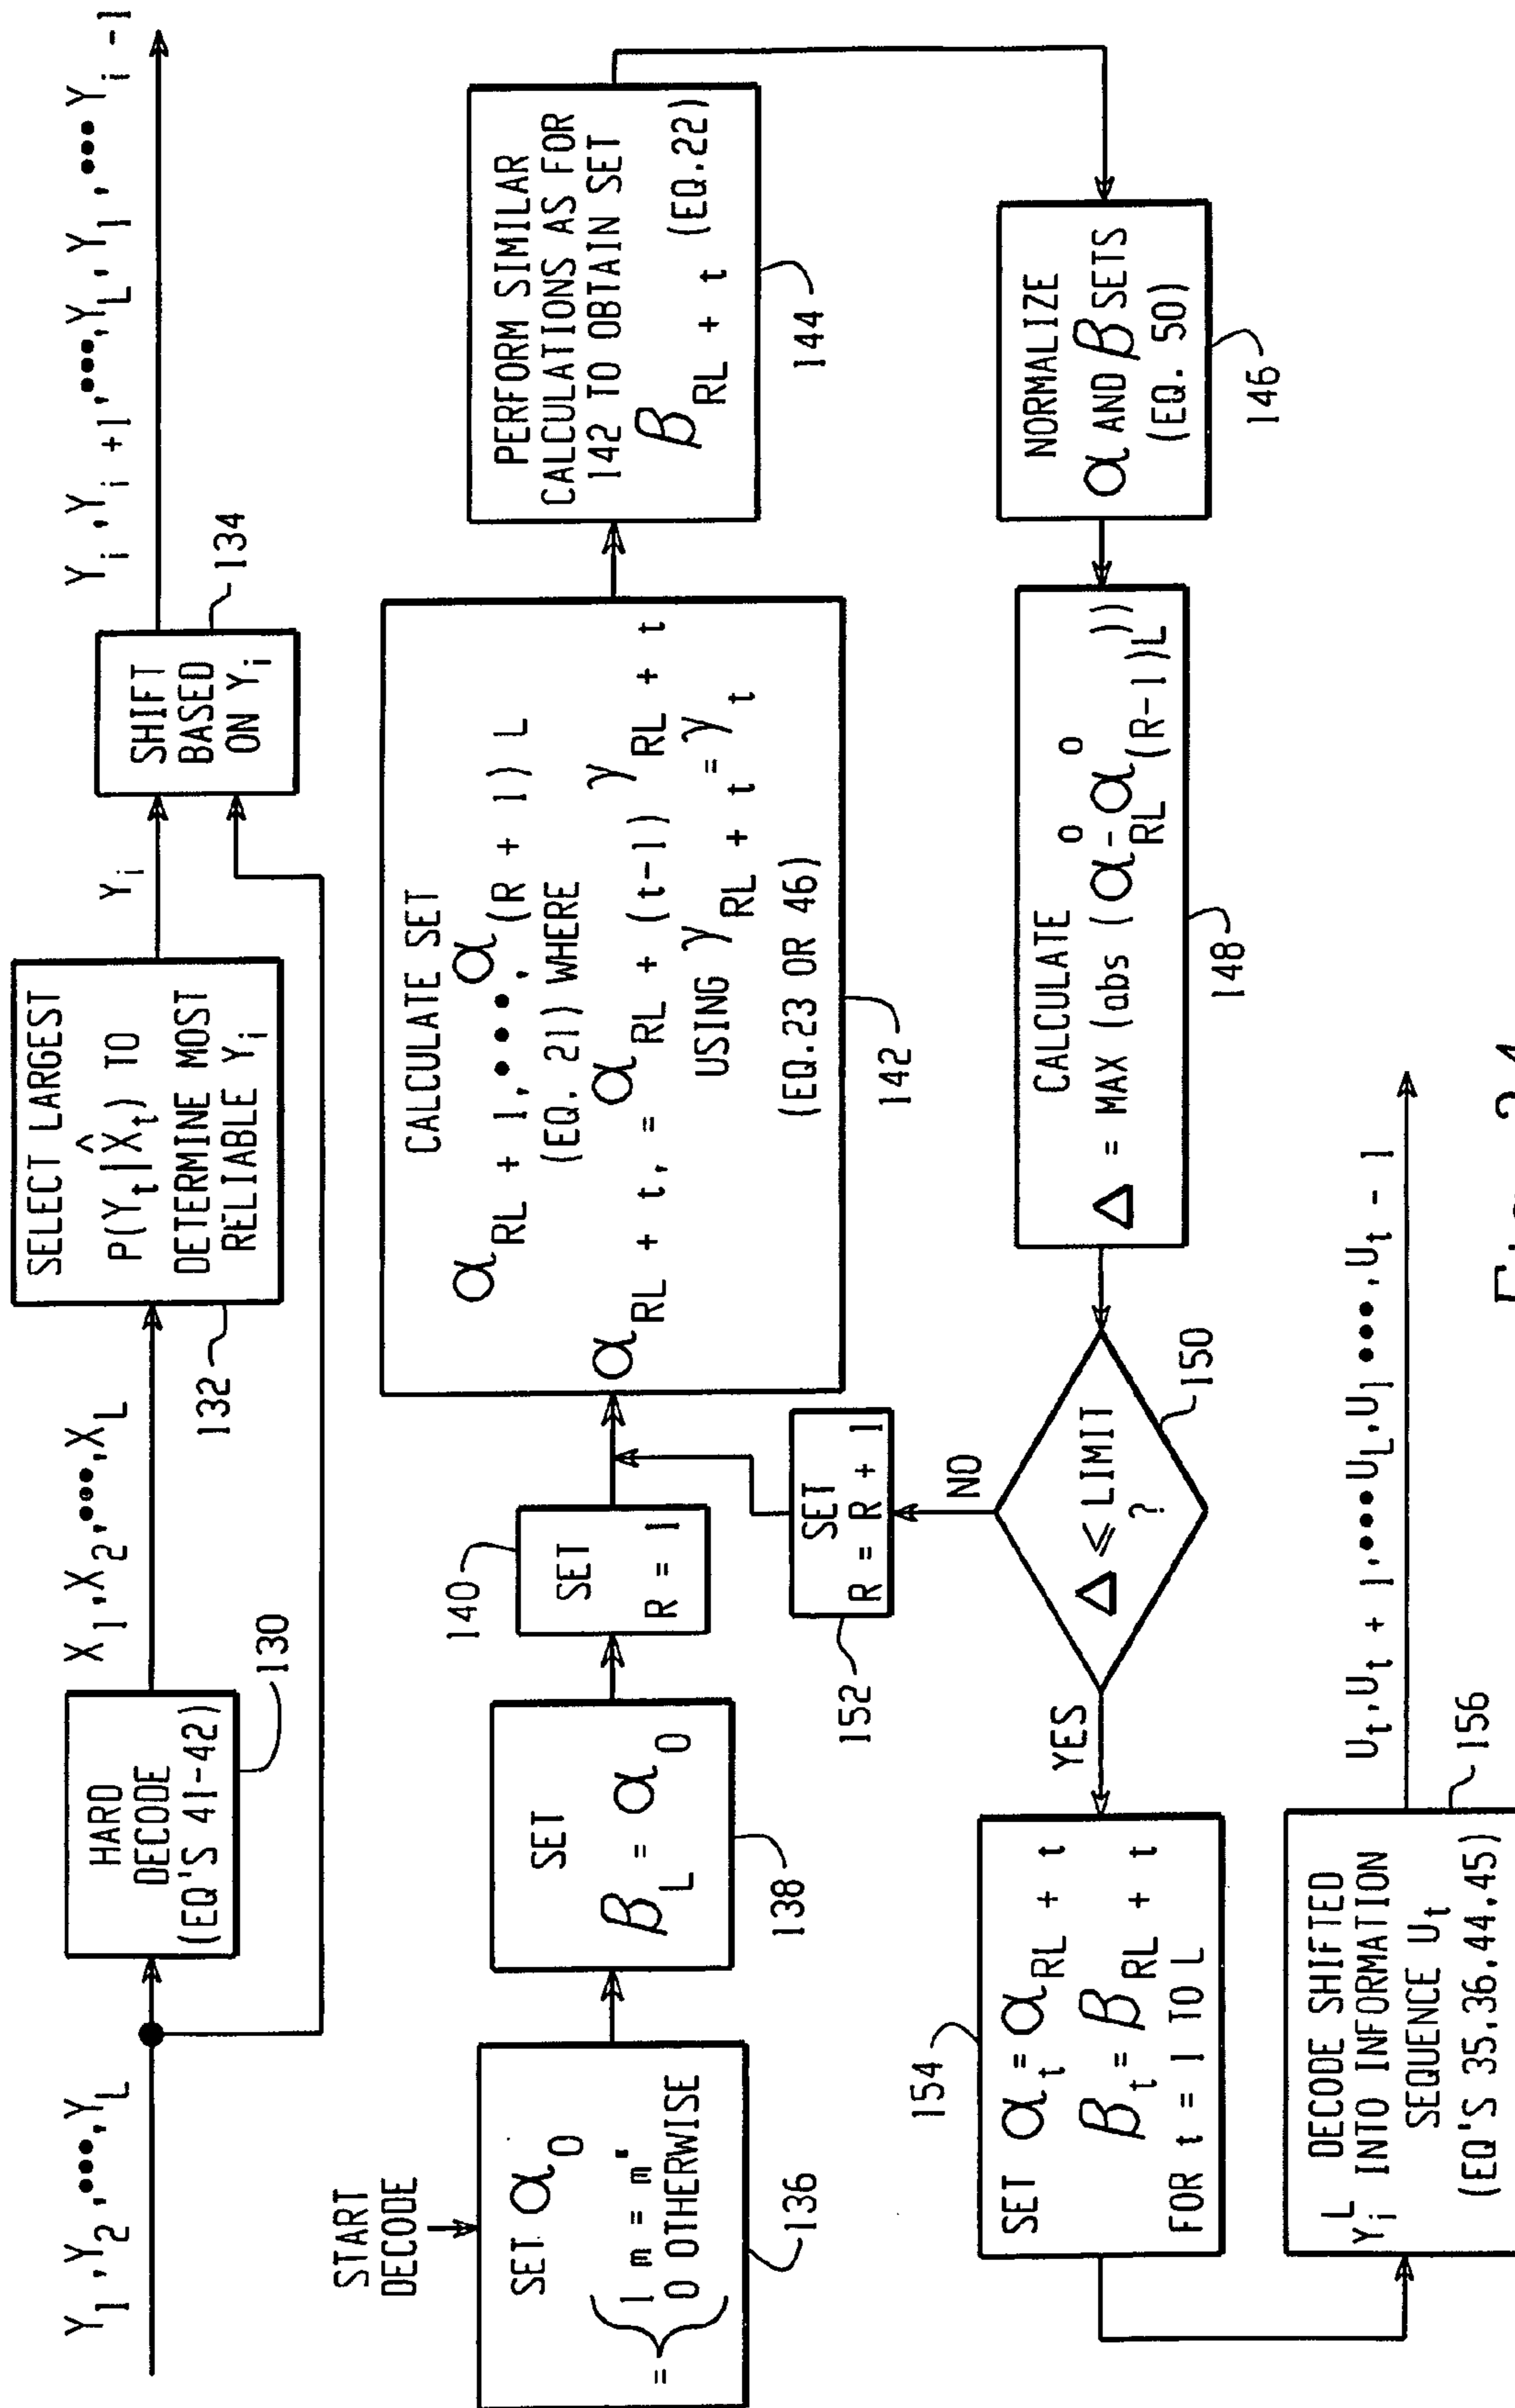 Y1,Y2,•••,YL
HARD
DECODE
(EQ'S 41-42)
130
X1,X2,•••,XL
SELECT LARGEST
P(Yt|X̂t) TO
DETERMINE MOST
RELIABLE Yi
132
Yi
SHIFT
BASED
ON Yi
134
Yi,Yi+1,•••,YL,Y1,•••Yi-1
START
DECODE
SET α0
= { 1 m = m"
0 OTHERWISE
136
SET
βL = α0
138
SET
R = 1
140
CALCULATE SET
αRL + 1,•••,α(R + 1) L
(EQ. 21) WHERE
αRL + t, = αRL + (t-1) γRL + t
USING γRL + t = γt
(EQ.23 OR 46)
142
PERFORM SIMILAR
CALCULATIONS AS FOR
142 TO OBTAIN SET
βRL + t (EQ.22)
144
NORMALIZE
α AND β SETS
(EQ. 50)
146
CALCULATE
Δ = MAX (abs (α0RL - α0(R-1)L))
148
Δ ≤ LIMIT
?
150
NO
SET
R = R + 1
152
YES
SET αt = αRL + t
βt = βRL + t
FOR t = 1 TO L
154
DECODE SHIFTED
YiL INTO INFORMATION
SEQUENCE Ut
(EQ'S 35,36,44,45)
156
Ut,Ut + 1,••••UL,U1••••,Ut - 1